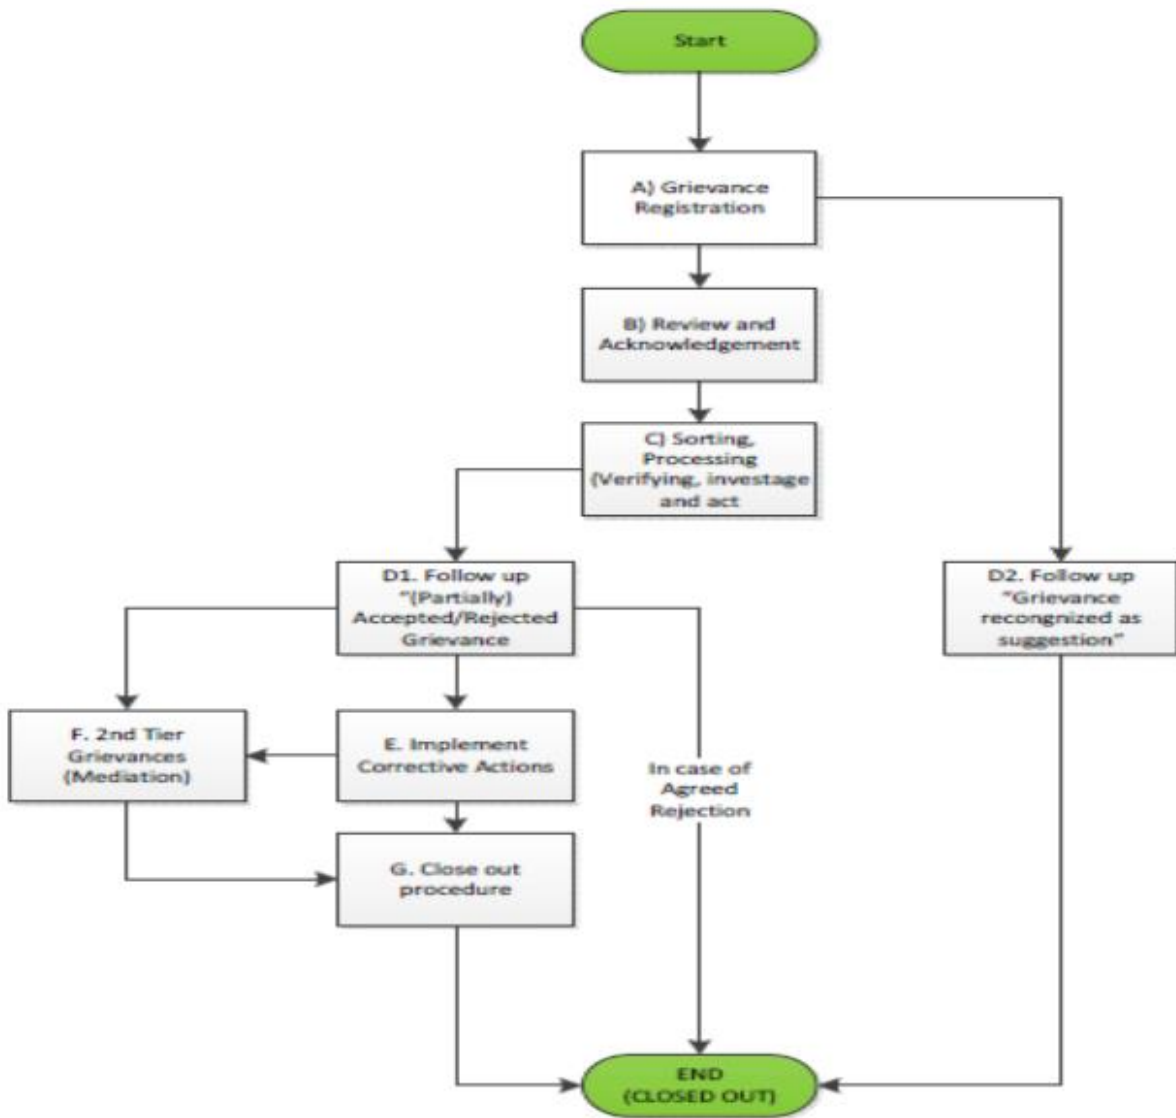 Start
A) Grievance
Registration
B) Review and
Acknowledgement
C) Sorting,
Processing
(Verifying, investage
and act
D1. Follow up
“(Partially)
Accepted/Rejected
Grievance
D2. Follow up
“Grievance
recongnized as
suggestion”
F. 2nd Tier
Grievances
(Mediation)
E. Implement
Corrective Actions
In case of
Agreed
Rejection
G. Close out
procedure
END
(CLOSED OUT)